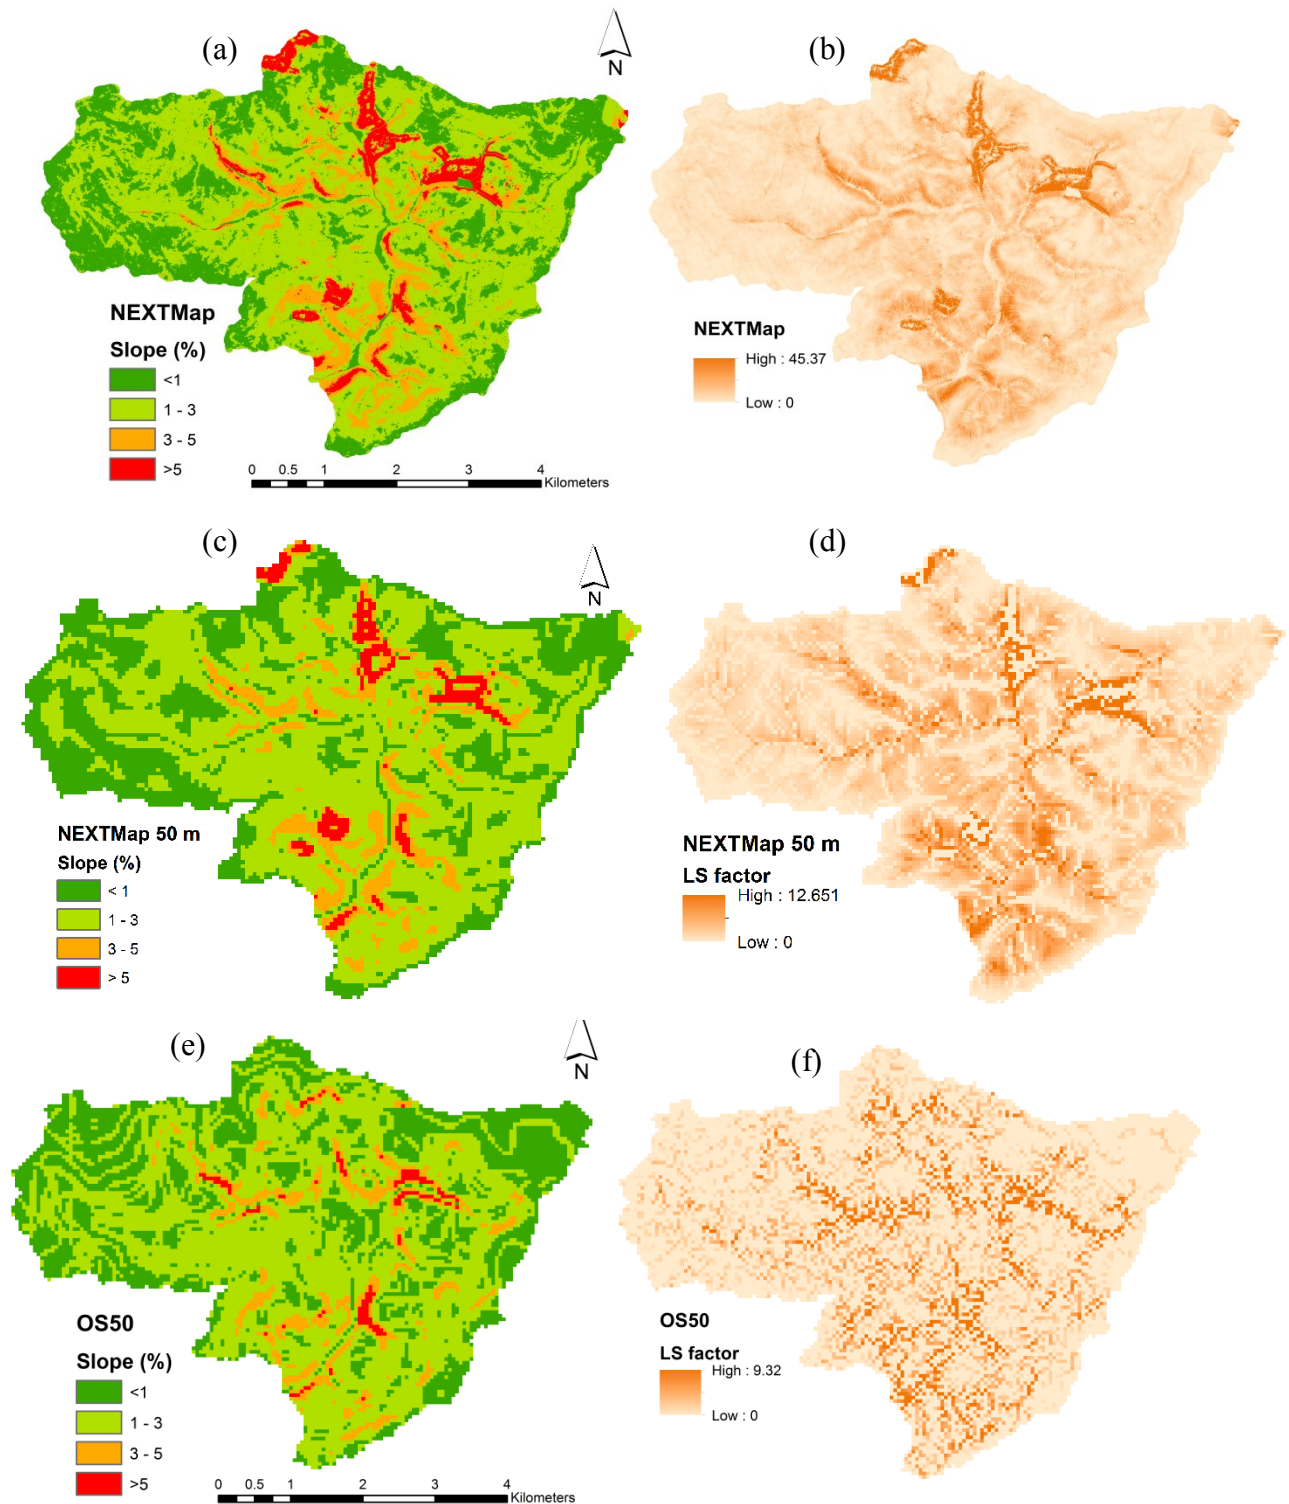 (a)
N
(b)
NEXTMap
Slope (%)
<1
1 - 3
3 - 5
>5
0 0.5 1 2 3 4
Kilometers
NEXTMap
High : 45.37
Low : 0
(c)
N
(d)
NEXTMap 50 m
Slope (%)
< 1
1 - 3
3 - 5
> 5
NEXTMap 50 m
LS factor
High : 12.651
Low : 0
(e)
N
(f)
OS50
Slope (%)
<1
1 - 3
3 - 5
>5
0 0.5 1 2 3 4
Kilometers
OS50
LS factor
High : 9.32
Low : 0